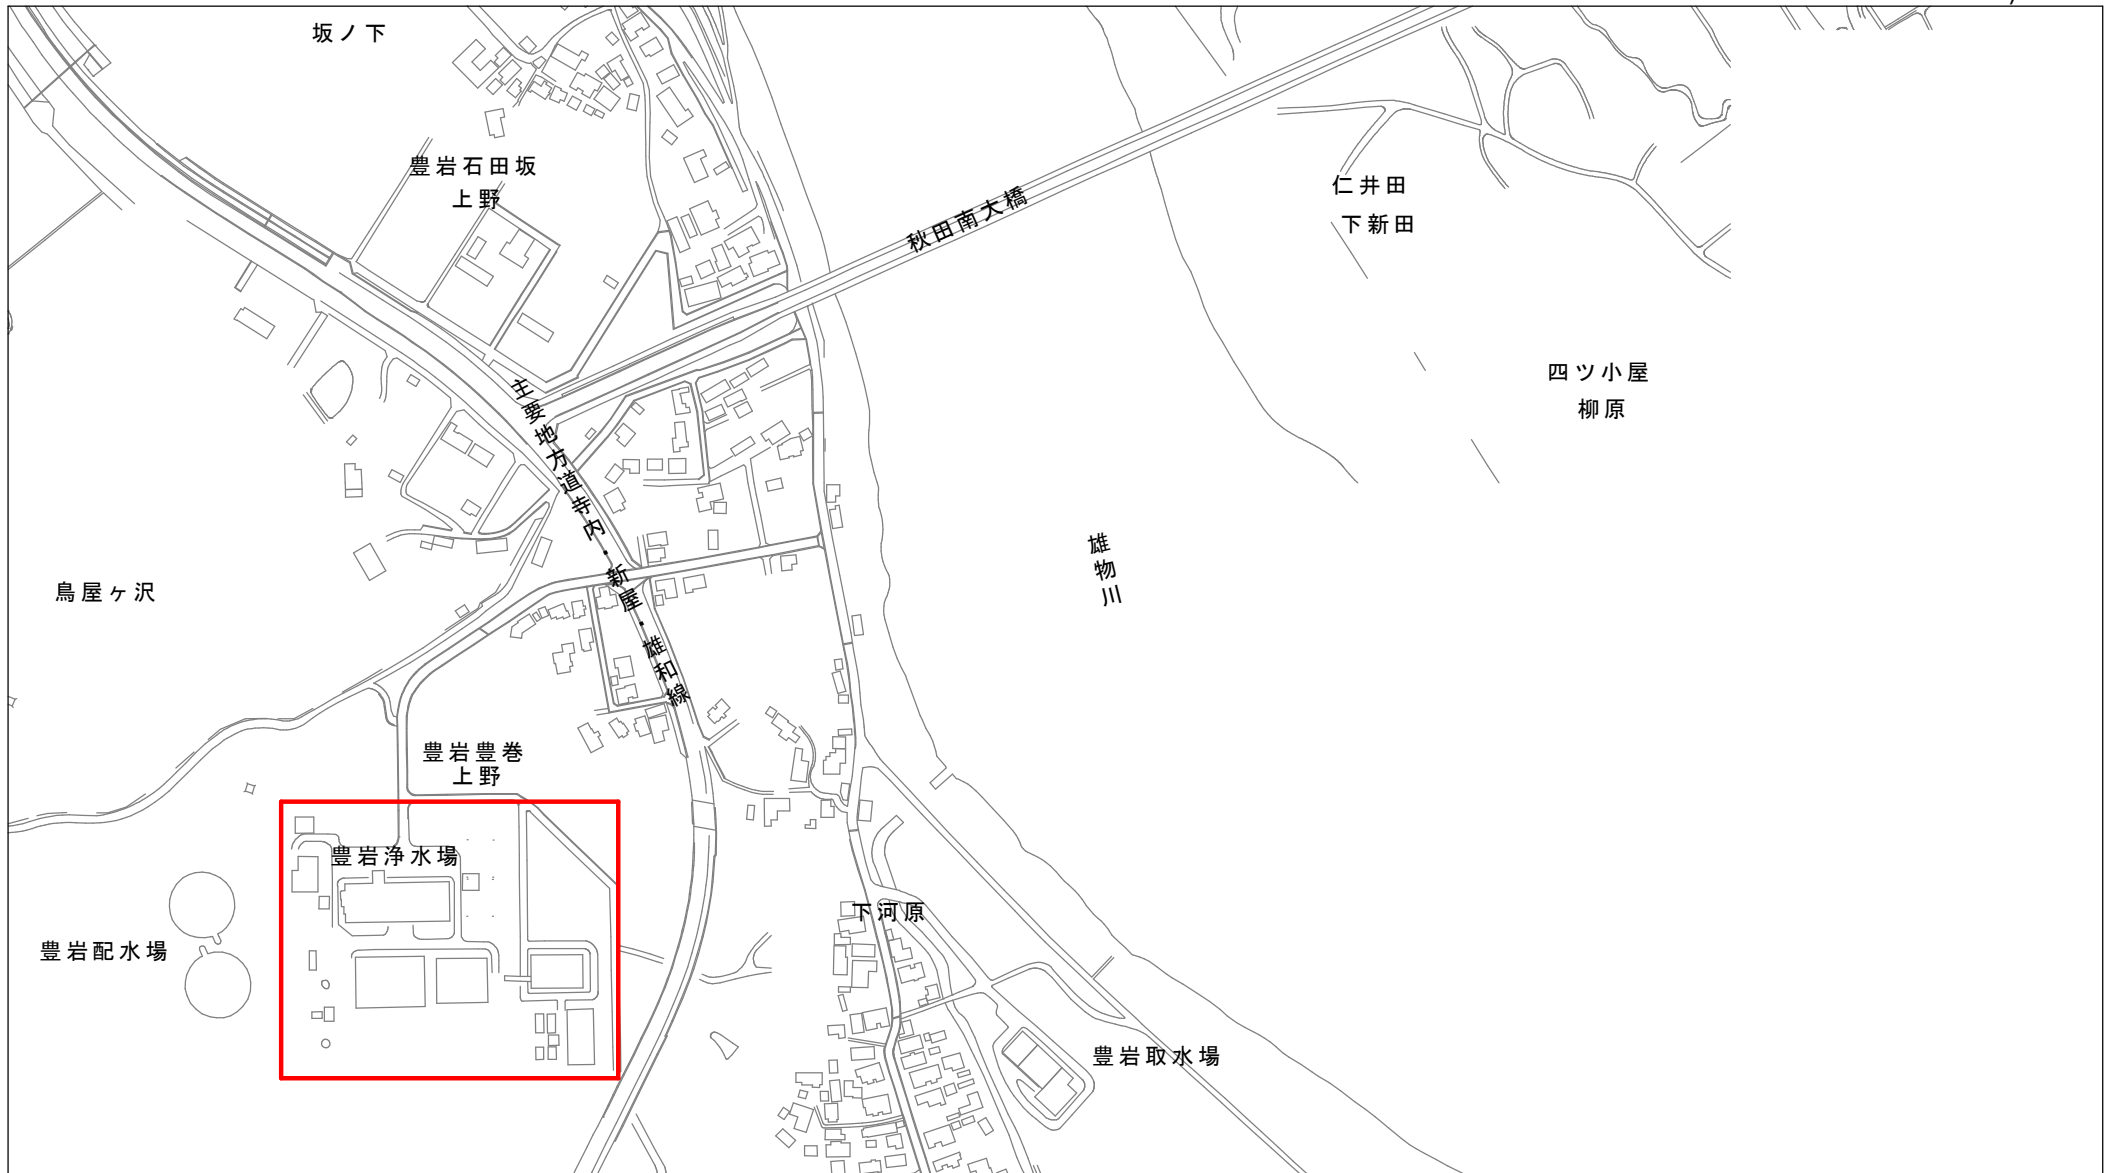 坂ノ下
豊岩石田坂
上野
秋田南大橋
仁井田
下新田
四ツ小屋
柳原
主要地方道寺内・新屋・雄和線
雄物川
鳥屋ヶ沢
豊岩豊巻
上野
豊岩浄水場
下河原
豊岩配水場
豊岩取水場